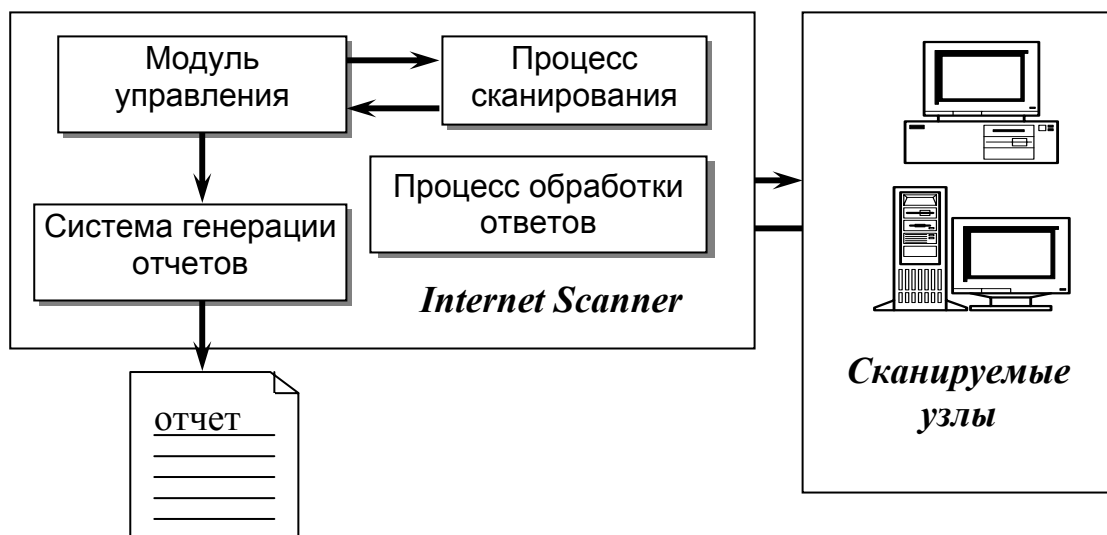 Модуль
управления
Процесс
сканирования
Процесс обработки
ответов
Система генерации
отчетов
Internet Scanner
Сканируемые
узлы
отчет